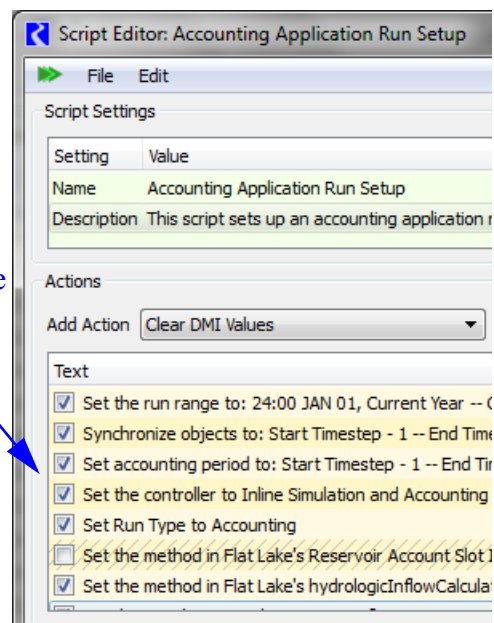 Script Editor: Accounting Application Run Setup
File Edit
Script Settings
Setting Value
Name Accounting Application Run Setup
Description This script sets up an accounting application
e
Actions
Add Action Clear DMI Values
Text
Set the run range to: 24:00 JAN 01, Current Year --
Synchronize objects to: Start Timestep - 1 -- End Time
Set accounting period to: Start Timestep - 1 -- End Tim
Set the controller to Inline Simulation and Accounting
Set Run Type to Accounting
Set the method in Flat Lake's Reservoir Account Slot
Set the method in Flat Lake's hydrologicInflowCalcula